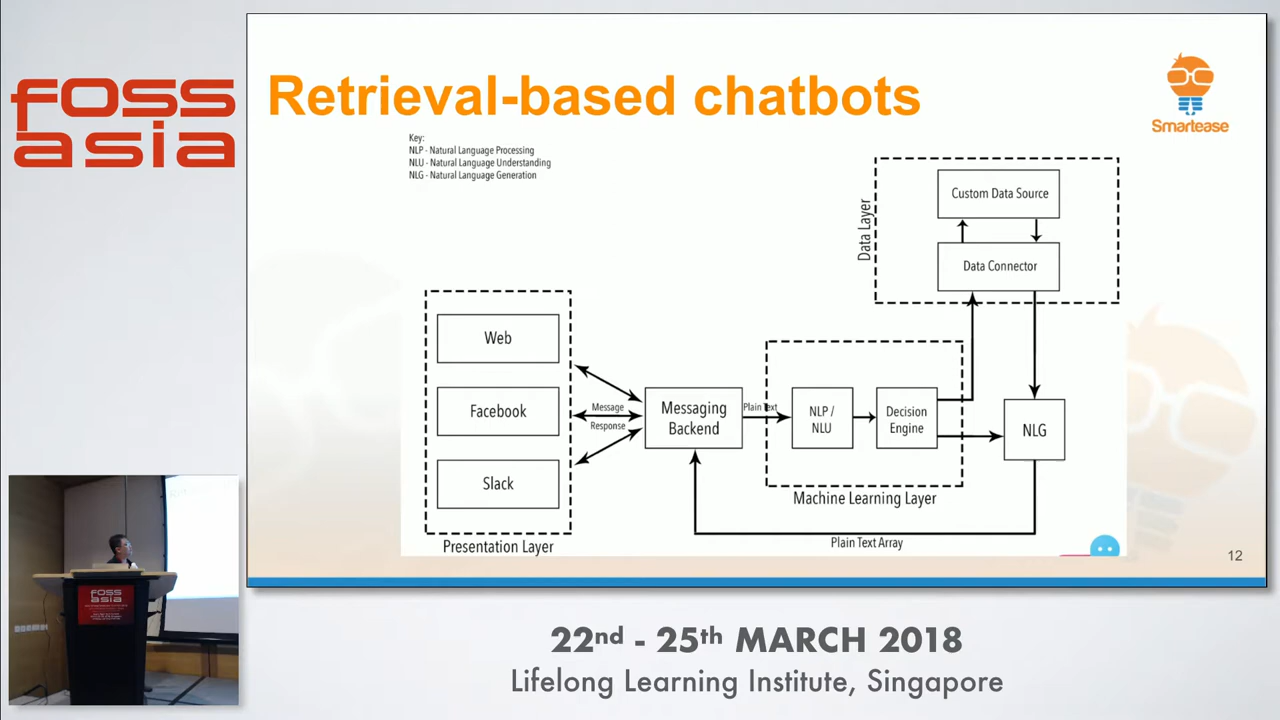 FOSS
asia
Retrieval-based chatbots
Smartease
Key:
NLP - Natural Language Processing
NLU - Natural Language Understanding
NLG - Natural Language Generation
Data Layer
Custom Data Source
Data Connector
Web
Facebook
Slack
Presentation Layer
Message
Response
Messaging
Backend
Plain Text
NLP /
NLU
Decision
Engine
Machine Learning Layer
NLG
Plain Text Array
12
FOSS
asia
22nd - 25th MARCH 2018
Lifelong Learning Institute, Singapore